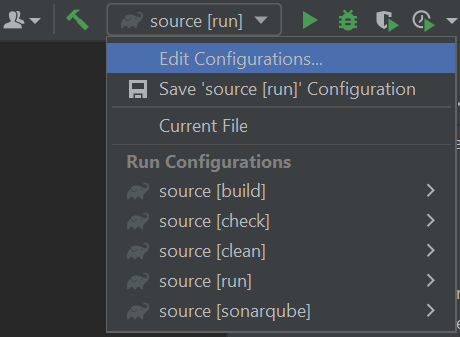 source [run]
Edit Configurations...
Save 'source [run]' Configuration
Current File
Run Configurations
source [build]
source [check]
source [clean]
source [run]
source [sonarqube]